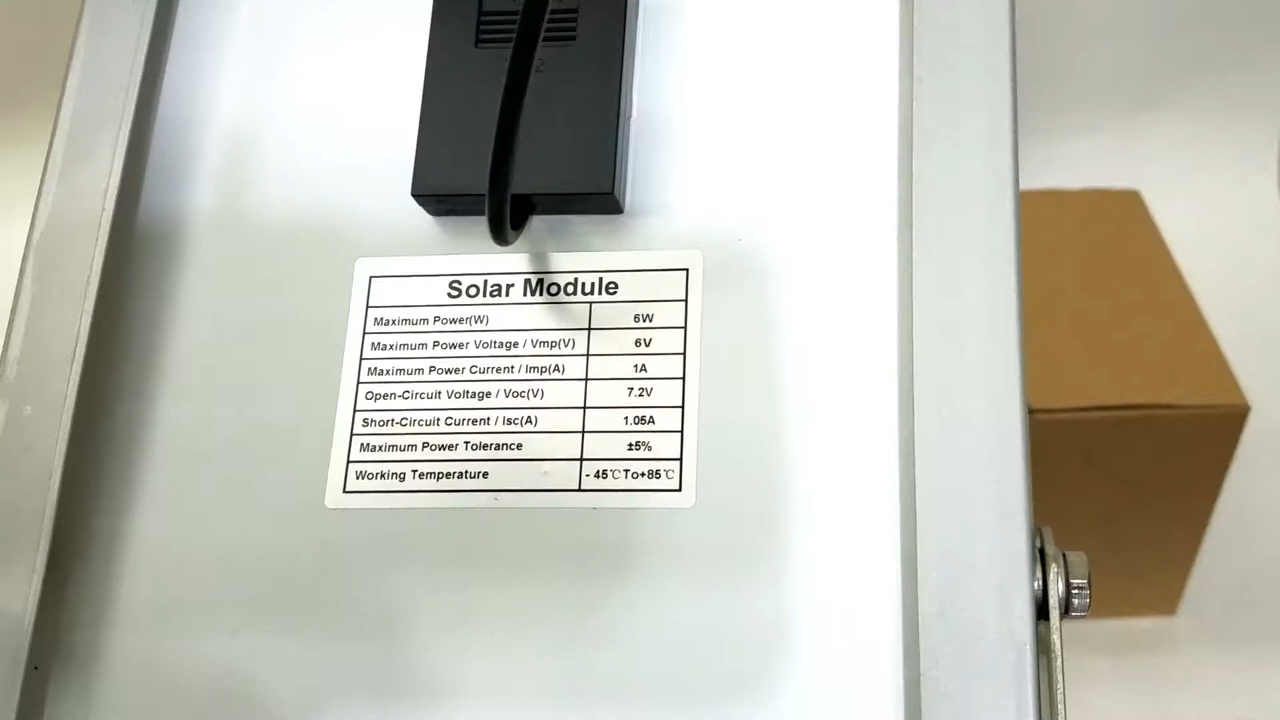 Solar Module
Maximum Power(W) 6W
Maximum Power Voltage / Vmp(V) 6V
Maximum Power Current / Imp(A) 1A
Open-Circuit Voltage / Voc(V) 7.2V
Short-Circuit Current / Isc(A) 1.05A
Maximum Power Tolerance ±5%
Working Temperature - 45℃To+85℃